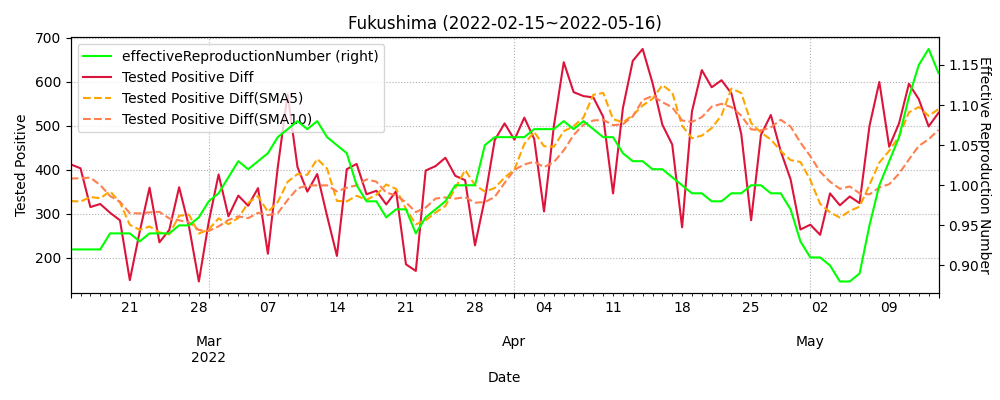 Fukushima (2022-02-15~2022-05-16)
effectiveReproductionNumber (right)
Tested Positive Diff
Tested Positive Diff(SMA5)
Tested Positive Diff(SMA10)
Tested Positive
700
600
500
400
300
200
Effective Reproduction Number
1.15
1.10
1.05
1.00
0.95
0.90
21 28 07 14 21 28 04 11 18 25 02 09
Mar Apr May
2022
Date